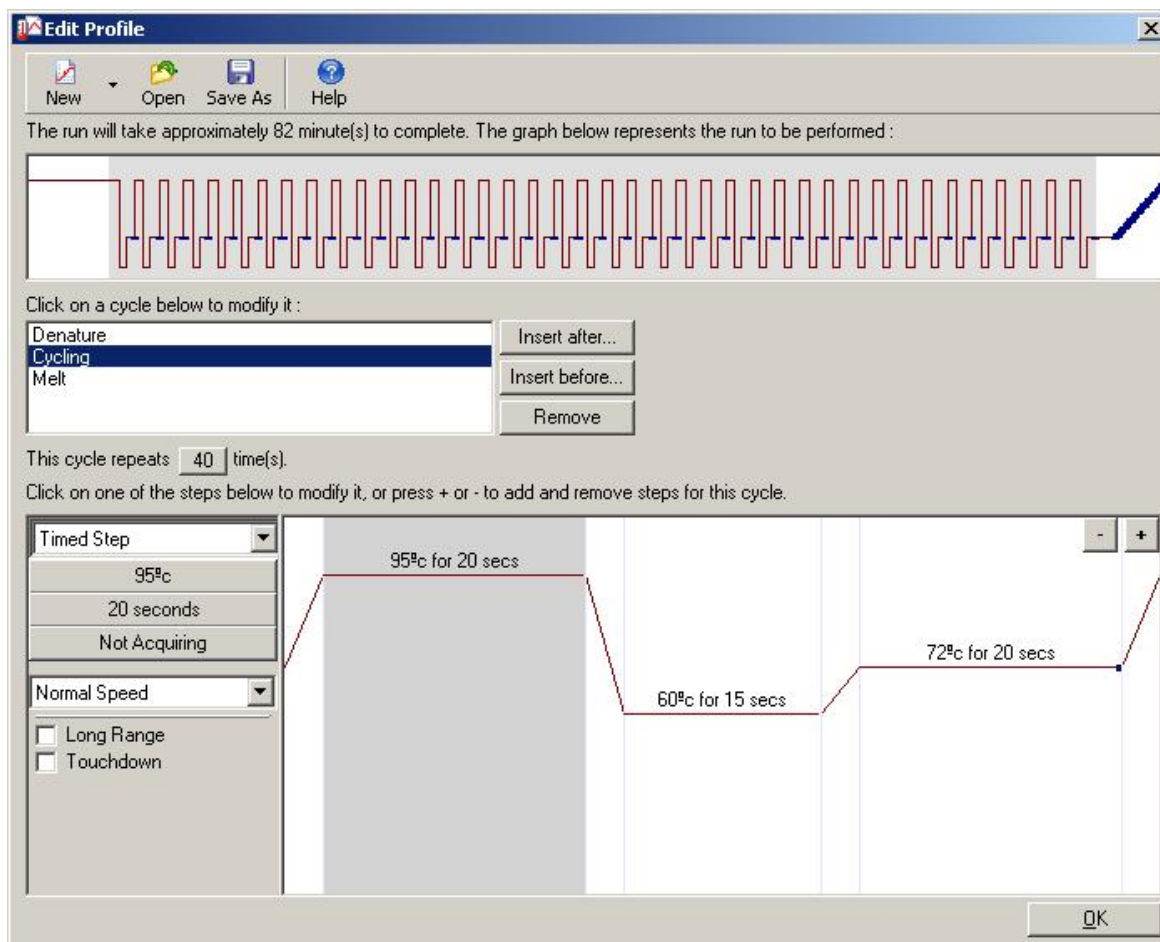 Edit Profile
New Open Save As Help
The run will take approximately 82 minute(s) to complete. The graph below represents the run to be performed :
Click on a cycle below to modify it :
Denature
Cycling
Melt
Insert after...
Insert before...
Remove
This cycle repeats 40 time(s).
Click on one of the steps below to modify it, or press + or - to add and remove steps for this cycle.
Timed Step
95ºc
20 seconds
Not Acquiring
Normal Speed
Long Range
Touchdown
95ºc for 20 secs
60ºc for 15 secs
72ºc for 20 secs
- +
OK